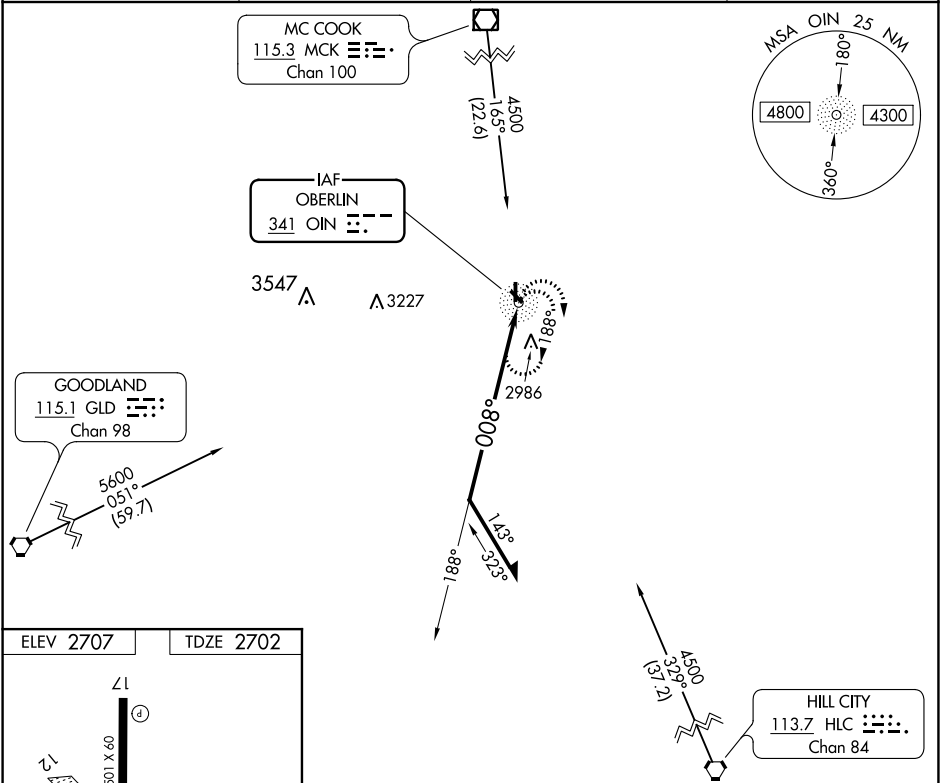 MC COOK
115.3 MCK
Chan 100
4500
165°
(22.6)
MSA OIN 25 NM
180°
4800
4300
360°
IAF
OBERLIN
341 OIN
3547
3227
188°
2986
GOODLAND
115.1 GLD
Chan 98
5600
051°
(59.7)
008°
143°
323°
188°
4500
329°
(37.2)
HILL CITY
113.7 HLC
Chan 84
ELEV 2707
TDZE 2702
17
P
12
501 X 60